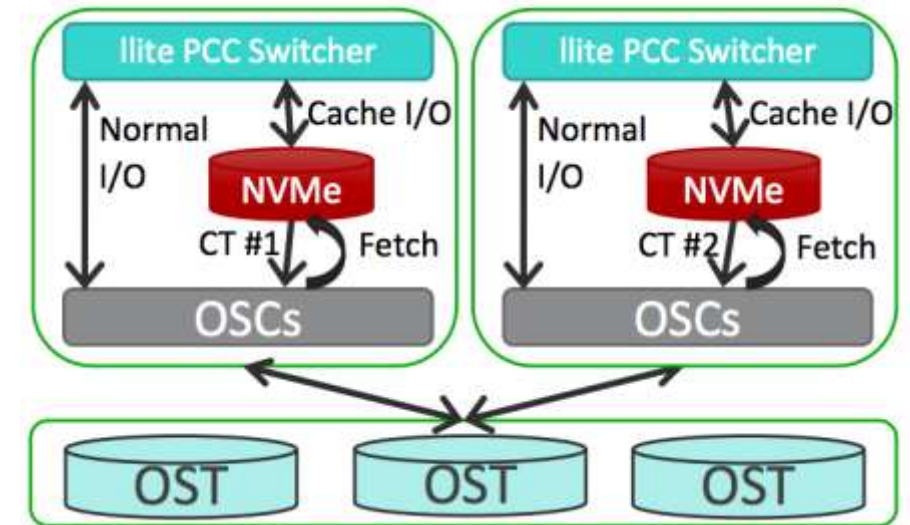 llite PCC Switcher
Normal
I/O
Cache I/O
NVMe
CT #1
Fetch
OSCs
llite PCC Switcher
Normal
I/O
Cache I/O
NVMe
CT #2
Fetch
OSCs
OST
OST
OST